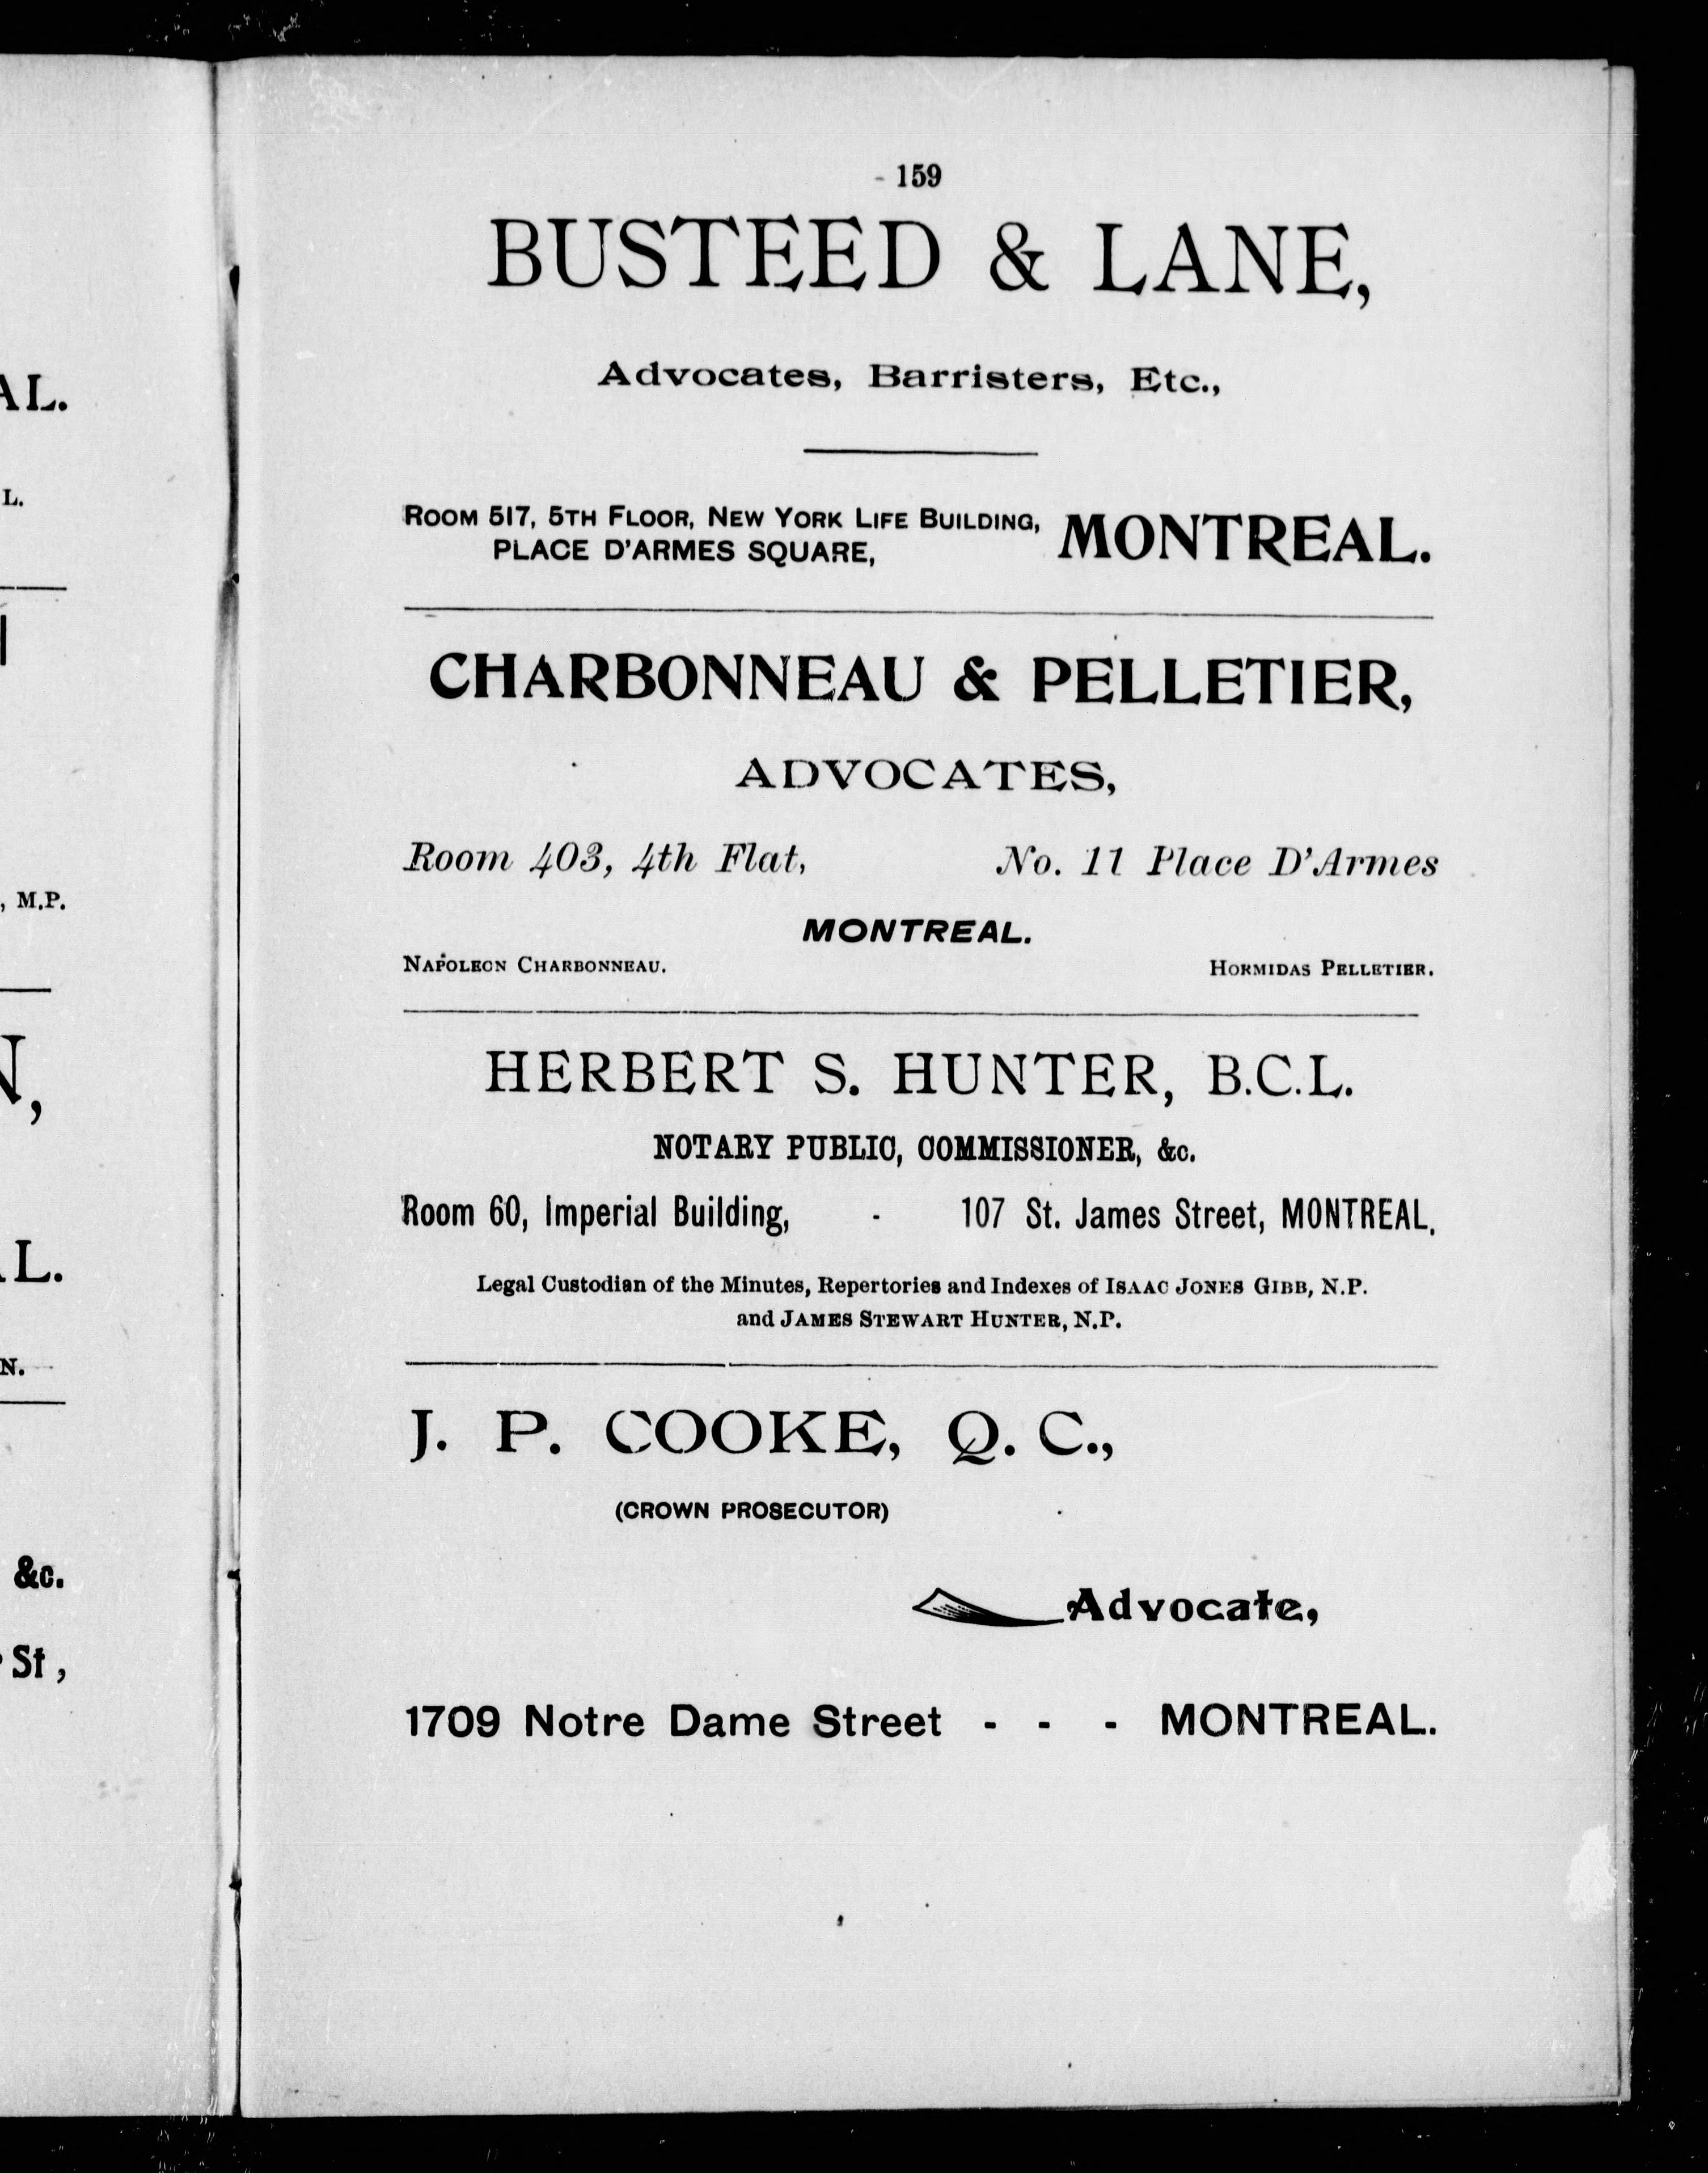 AL.
L.
, M.P.
N,
L.
N.
&c.
St,
- 159
BUSTEED & LANE,
Advocates, Barristers, Etc.,
ROOM 517, 5TH FLOOR, NEW YORK LIFE BUILDING, MONTREAL.
PLACE D'ARMES SQUARE,
CHARBONNEAU & PELLETIER,
ADVOCATES,
Room 403, 4th Flat, No. 11 Place D'Armes
MONTREAL.
NAPOLEON CHARBONNEAU. HORMIDAS PELLETIER.
HERBERT S. HUNTER, B.C.L.
NOTARY PUBLIC, COMMISSIONER, &c.
Room 60, Imperial Building, - 107 St. James Street, MONTREAL.
Legal Custodian of the Minutes, Repertories and Indexes of ISAAC JONES GIBB, N.P.
and JAMES STEWART HUNTER, N.P.
J. P. COOKE, Q. C.,
(CROWN PROSECUTOR)
Advocate,
1709 Notre Dame Street - - - MONTREAL.